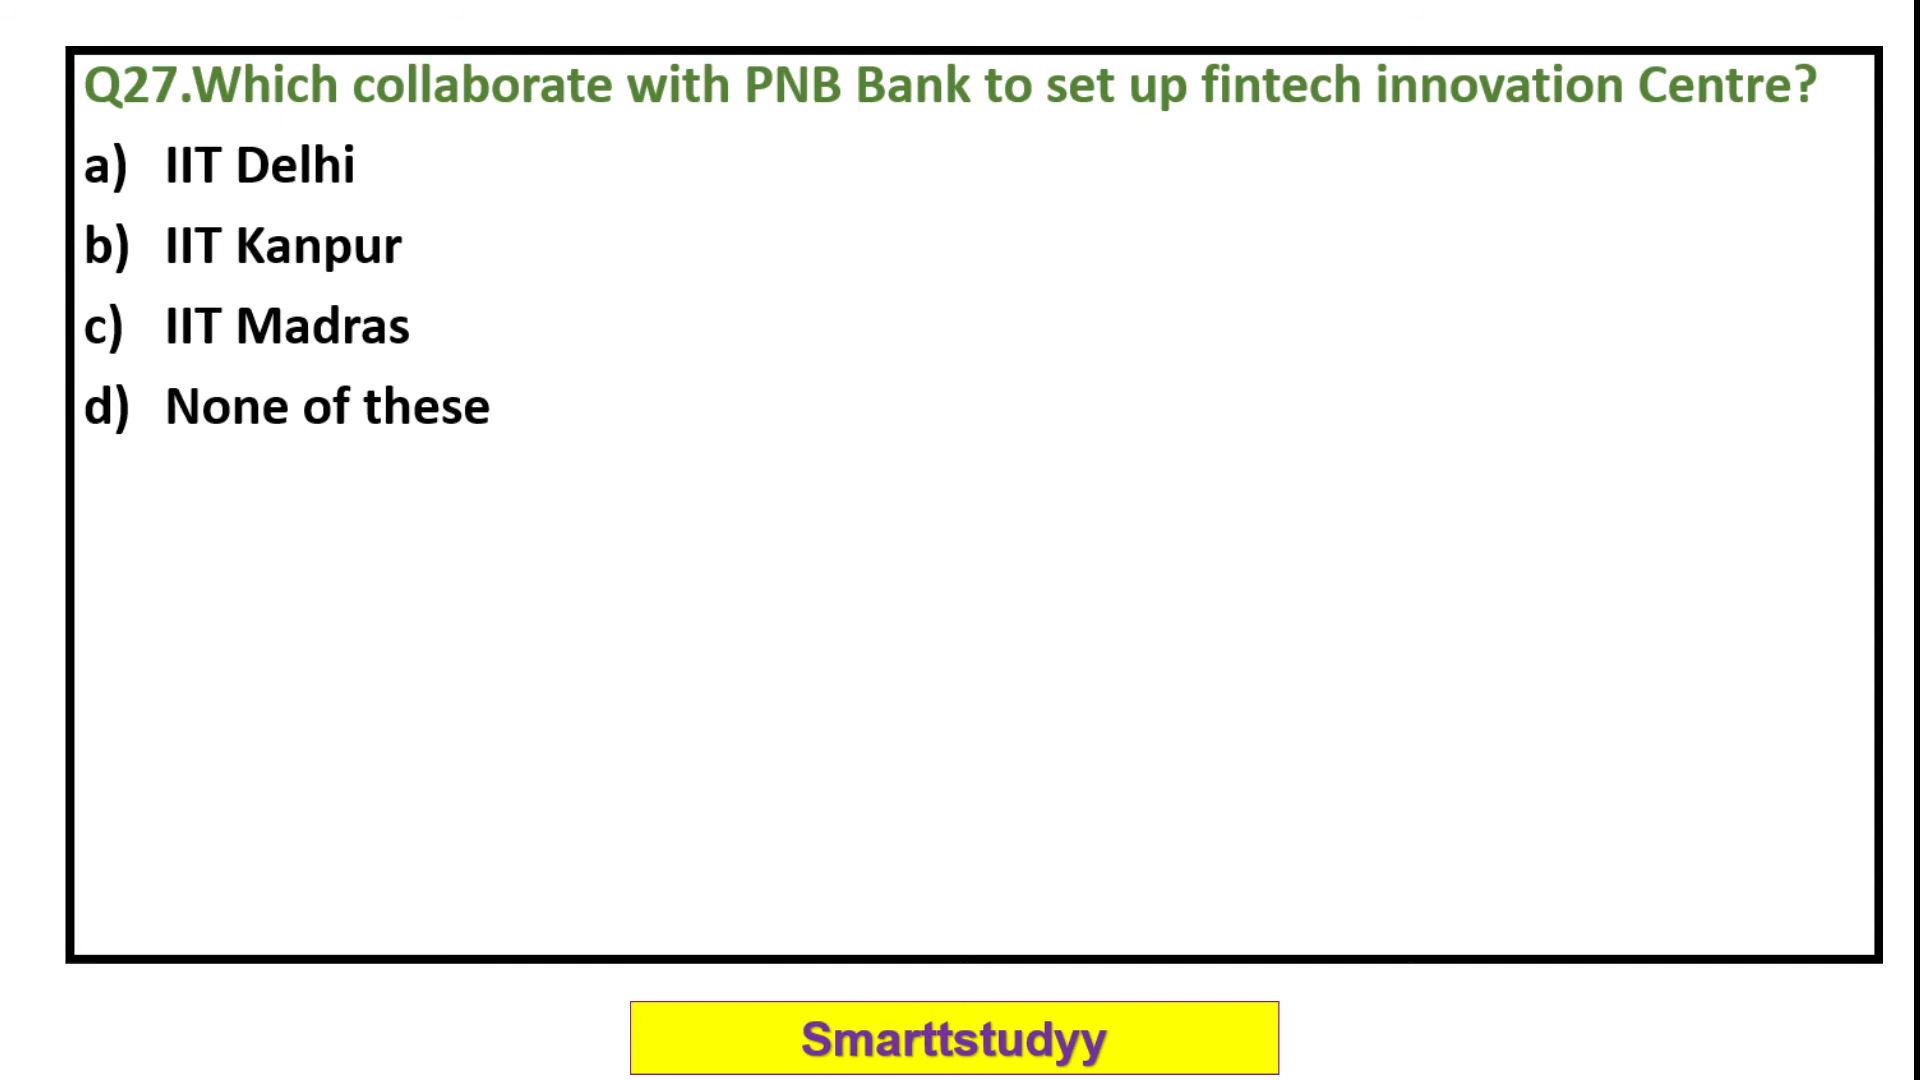 Q27.Which collaborate with PNB Bank to set up fintech innovation Centre?
a) IIT Delhi
b) IIT Kanpur
c) IIT Madras
d) None of these
Smarttstudyy